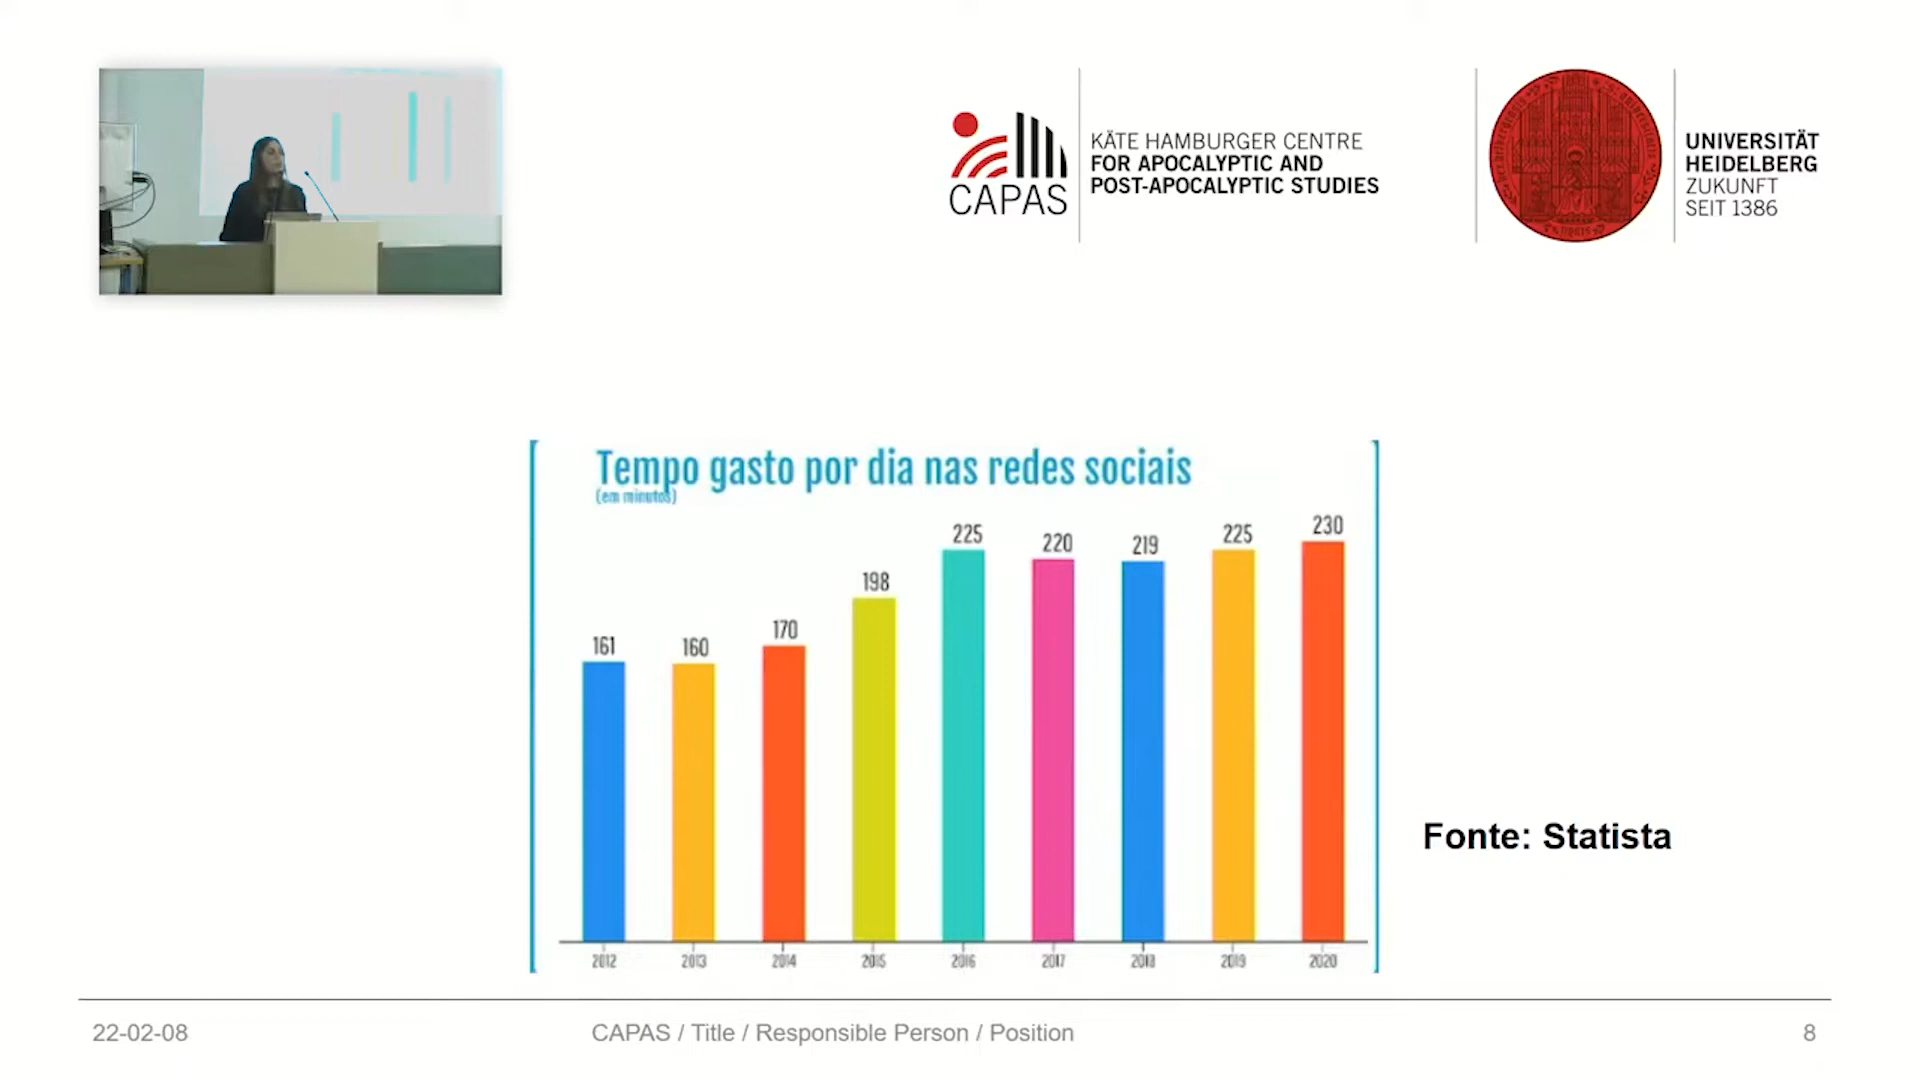 CAPAS
KÄTE HAMBURGER CENTRE
FOR APOCALYPTIC AND
POST-APOCALYPTIC STUDIES
UNIVERSITÄT
HEIDELBERG
ZUKUNFT
SEIT 1386
Tempo gasto por dia nas redes sociais
(em minutos)
161
160
170
198
225
220
219
225
230
2012
2013
2014
2015
2016
2017
2018
2019
2020
Fonte: Statista
22-02-08
CAPAS / Title / Responsible Person / Position
8